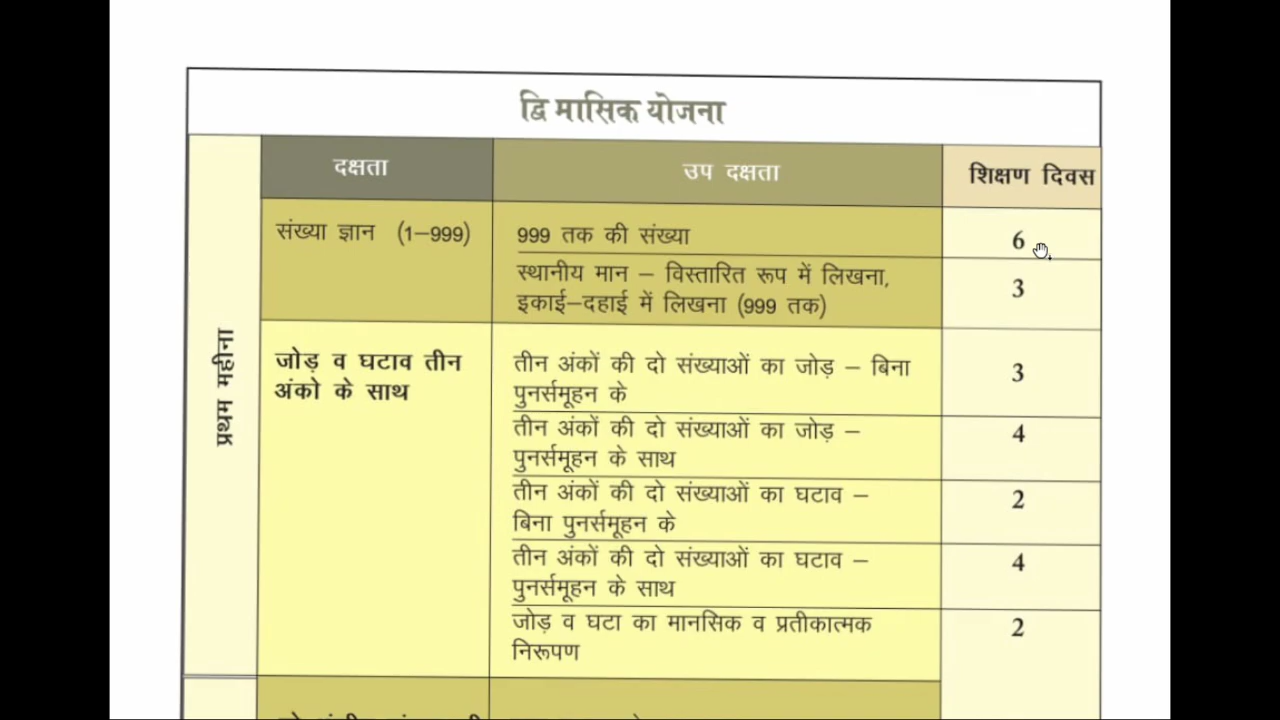 द्वि मासिक योजना
दक्षता
उप दक्षता
शिक्षण दिवस
प्रथम महीना
संख्या ज्ञान (1–999)
999 तक की संख्या
6
स्थानीय मान – विस्तारित रूप में लिखना,
इकाई–दहाई में लिखना (999 तक)
3
जोड़ व घटाव तीन
अंको के साथ
तीन अंकों की दो संख्याओं का जोड़ – बिना
पुनर्समूहन के
3
तीन अंकों की दो संख्याओं का जोड़ –
पुनर्समूहन के साथ
4
तीन अंकों की दो संख्याओं का घटाव –
बिना पुनर्समूहन के
2
तीन अंकों की दो संख्याओं का घटाव –
पुनर्समूहन के साथ
4
जोड़ व घटा का मानसिक व प्रतीकात्मक
निरूपण
2